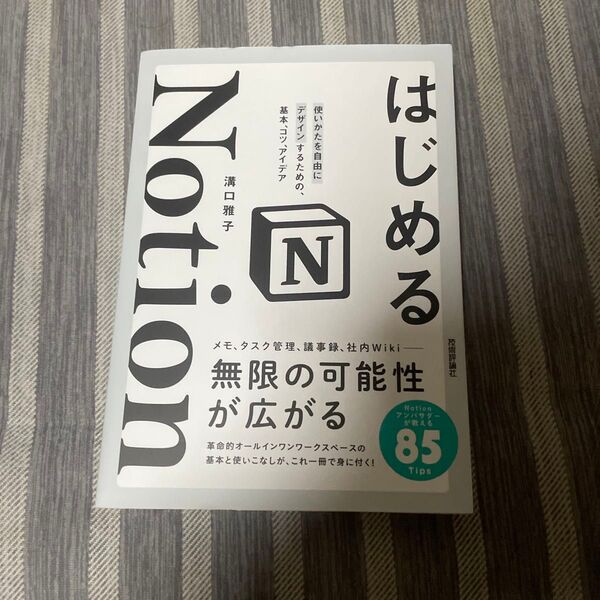 はじめる
Notion
使いかたを自由に
デザインするための、
基本、コツ、アイデア
溝口雅子
N
技術評論社
メモ、タスク管理、議事録、社内Wiki
無限の可能性
が広がる
革命的オールインワンワークスペースの
基本と使いこなしが、これ一冊で身に付く!
Notion
アンバサダー
が教える
85
Tips